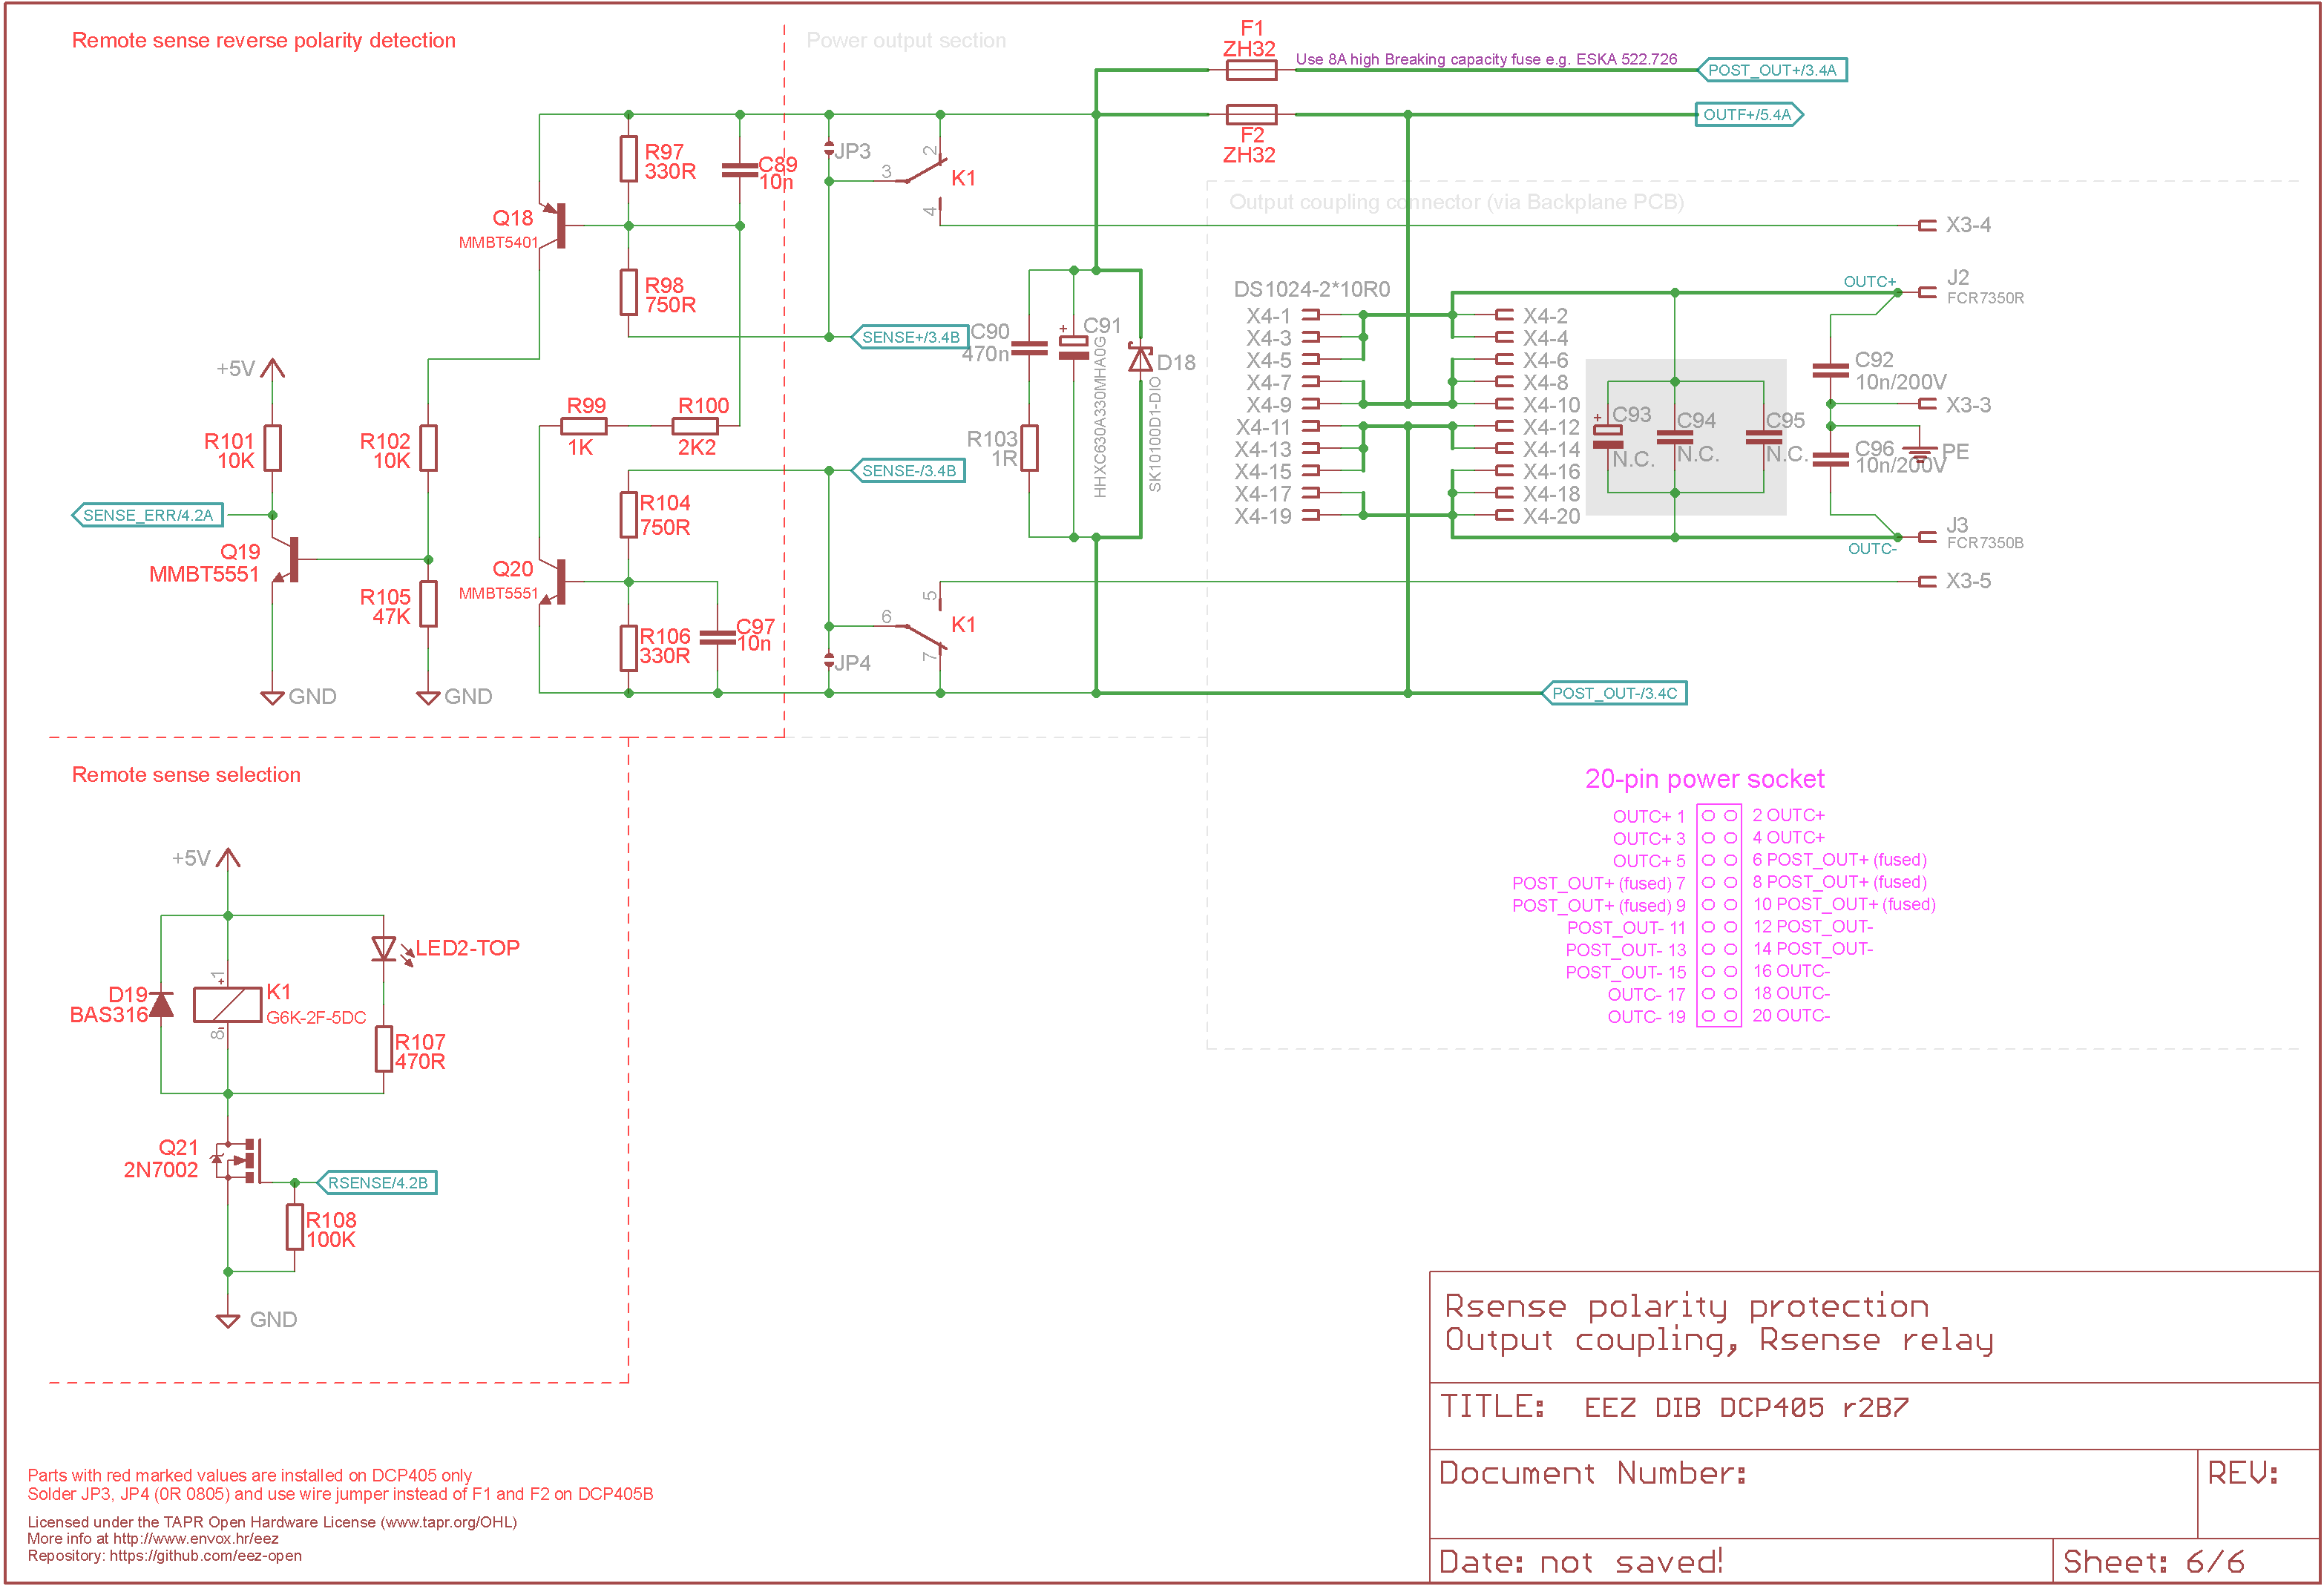 Remote sense reverse polarity detection
Power output section
F1
ZH32
Use 8A high Breaking capacity fuse e.g. ESKA 522.726
POST_OUT+/3.4A
OUTF+/5.4A
F2
ZH32
R97
330R
C89
10n
JP3
2
3
K1
4
Output coupling connector (via Backplane PCB)
X3-4
Q18
MMBT5401
R98
750R
SENSE+/3.4B
C90
470n
+
C91
HHXC630A330MHA0G
D18
SK10100D1-DIO
R103
1R
DS1024-2*10R0
X4-1
X4-3
X4-5
X4-7
X4-9
X4-11
X4-13
X4-15
X4-17
X4-19
X4-2
X4-4
X4-6
X4-8
X4-10
X4-12
X4-14
X4-16
X4-18
X4-20
OUTC+
J2
FCR7350R
+
C93
N.C.
C94
N.C.
C95
N.C.
C92
10n/200V
X3-3
C96
10n/200V
PE
J3
FCR7350B
OUTC-
X3-5
+5V
R101
10K
R102
10K
R99
1K
R100
2K2
SENSE-/3.4B
R104
750R
SENSE_ERR/4.2A
Q19
MMBT5551
R105
47K
Q20
MMBT5551
R106
330R
C97
10n
5
6
K1
7
JP4
GND
GND
POST_OUT-/3.4C
Remote sense selection
+5V
LED2-TOP
D19
BAS316
1
+
K1
G6K-2F-5DC
-
8
R107
470R
Q21
2N7002
RSENSE/4.2B
R108
100K
GND
20-pin power socket
OUTC+ 1 2 OUTC+
OUTC+ 3 4 OUTC+
OUTC+ 5 6 POST_OUT+ (fused)
POST_OUT+ (fused) 7 8 POST_OUT+ (fused)
POST_OUT+ (fused) 9 10 POST_OUT+ (fused)
POST_OUT- 11 12 POST_OUT-
POST_OUT- 13 14 POST_OUT-
POST_OUT- 15 16 OUTC-
OUTC- 17 18 OUTC-
OUTC- 19 20 OUTC-
Rsense polarity protection
Output coupling, Rsense relay
TITLE: EEZ DIB DCP405 r2B7
Document Number:
REV:
Date: not saved!
Sheet: 6/6
Parts with red marked values are installed on DCP405 only
Solder JP3, JP4 (0R 0805) and use wire jumper instead of F1 and F2 on DCP405B
Licensed under the TAPR Open Hardware License (www.tapr.org/OHL)
More info at http://www.envox.hr/eez
Repository: https://github.com/eez-open